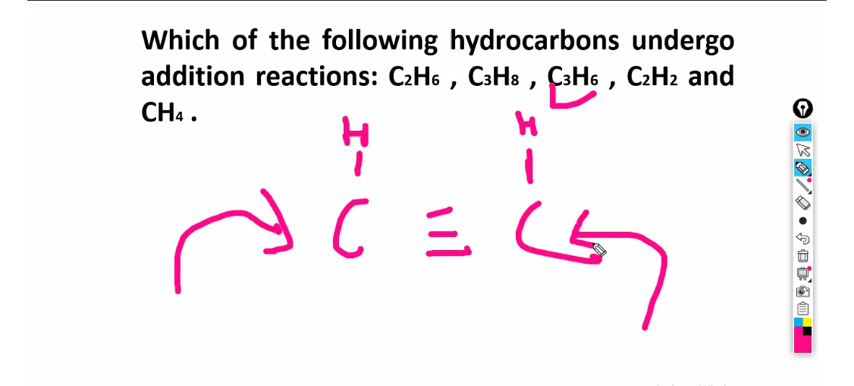 Which of the following hydrocarbons undergo
addition reactions: C₂H₆ , C₃H₈ , C₃H₆ , C₂H₂ and
CH₄ .
H H
C ≡ C